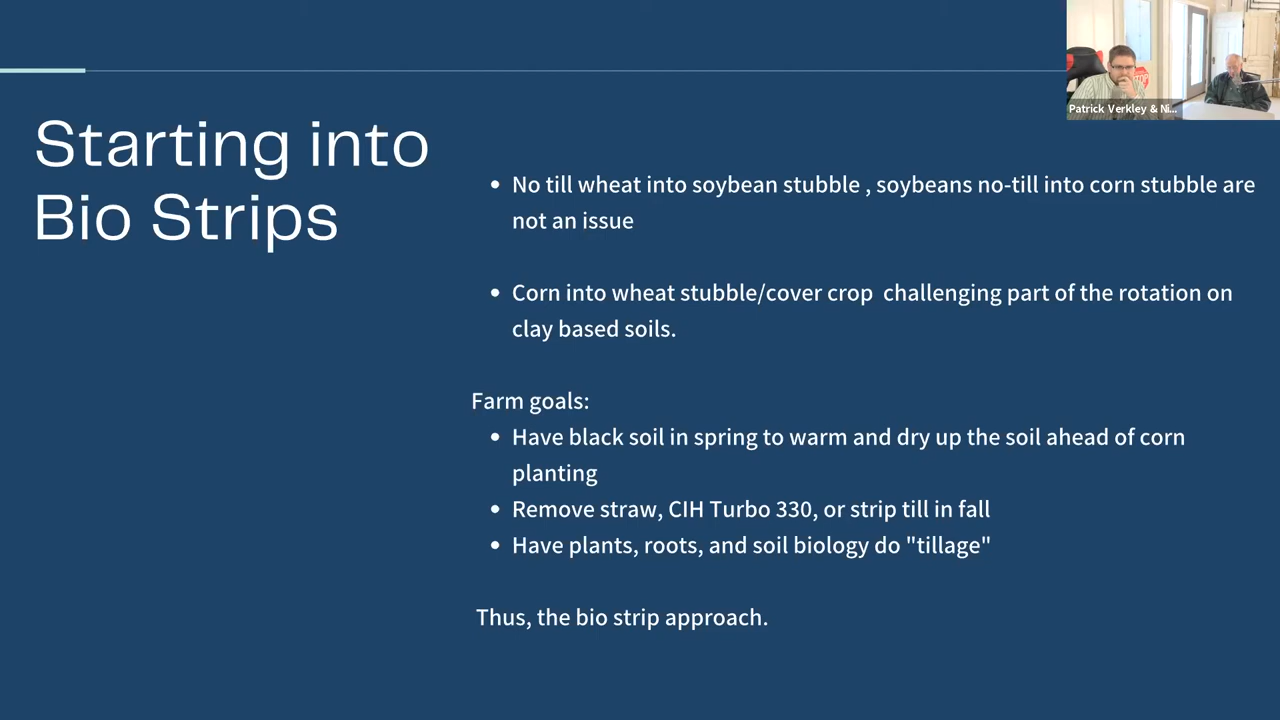 Patrick Verkley & Ni...
Starting into
Bio Strips
• No till wheat into soybean stubble , soybeans no-till into corn stubble are
not an issue
• Corn into wheat stubble/cover crop  challenging part of the rotation on
clay based soils.
Farm goals:
• Have black soil in spring to warm and dry up the soil ahead of corn
planting
• Remove straw, CIH Turbo 330, or strip till in fall
• Have plants, roots, and soil biology do "tillage"
Thus, the bio strip approach.